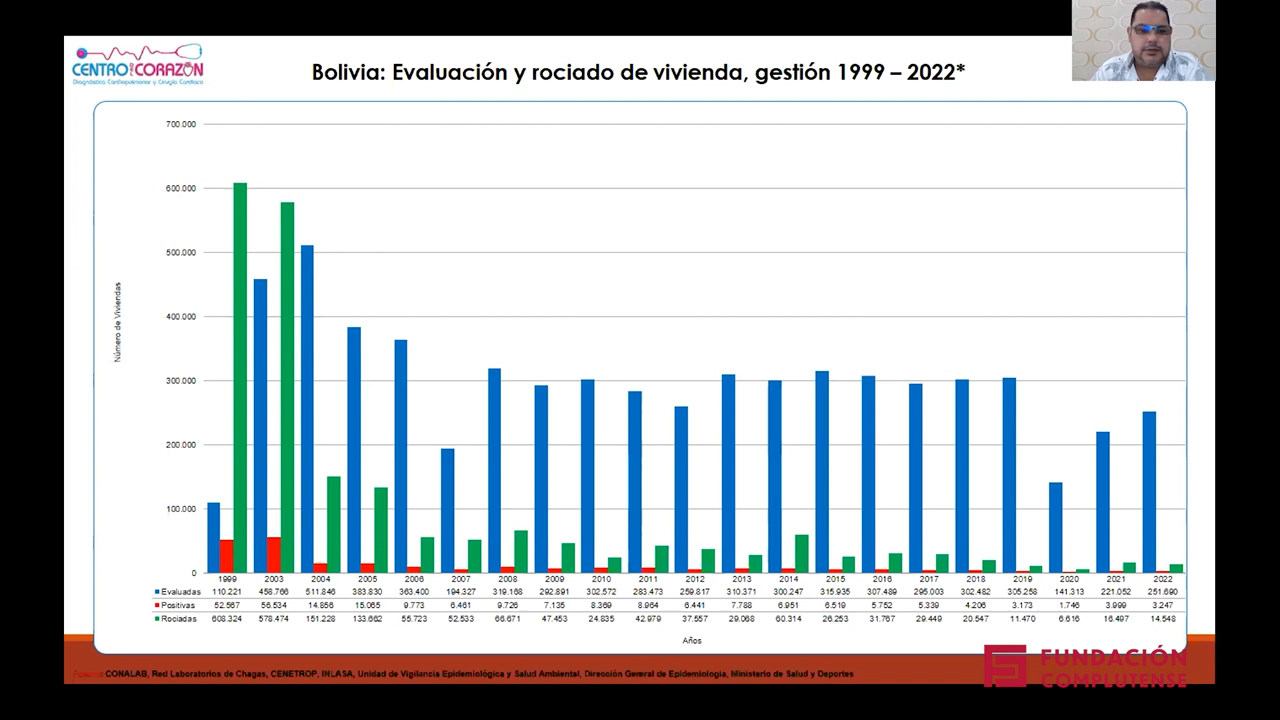 CENTRO DEL CORAZÓN
Diagnóstico Cardiopulmonar y Cirugía Cardiaca
Bolivia: Evaluación y rociado de vivienda, gestión 1999 – 2022*
700.000
600.000
500.000
400.000
300.000
200.000
100.000
0
Número de Viviendas
1999 2003 2004 2005 2006 2007 2008 2009 2010 2011 2012 2013 2014 2015 2016 2017 2018 2019 2020 2021 2022
Evaluadas 110.221 458.766 511.846 383.830 363.400 194.327 319.168 292.891 302.572 283.473 259.817 310.371 300.247 315.935 307.489 295.003 302.482 305.258 141.313 221.052 251.690
Positivas 52.567 56.534 14.856 15.065 9.773 6.461 9.726 7.135 8.369 8.964 6.441 7.788 6.951 6.519 5.752 5.339 4.206 3.173 1.746 3.999 3.247
Rociadas 608.324 578.474 151.228 133.662 55.723 52.533 66.671 47.453 24.835 42.979 37.557 29.068 60.314 26.253 31.767 29.449 20.547 11.470 6.616 16.497 14.548
Años
Fuente: CONALAB, Red Laboratorios de Chagas, CENETROP, INLASA, Unidad de Vigilancia Epidemiológica y Salud Ambiental, Dirección General de Epidemiologia, Ministerio de Salud y Deportes
FUNDACIÓN
COMPLUTENSE